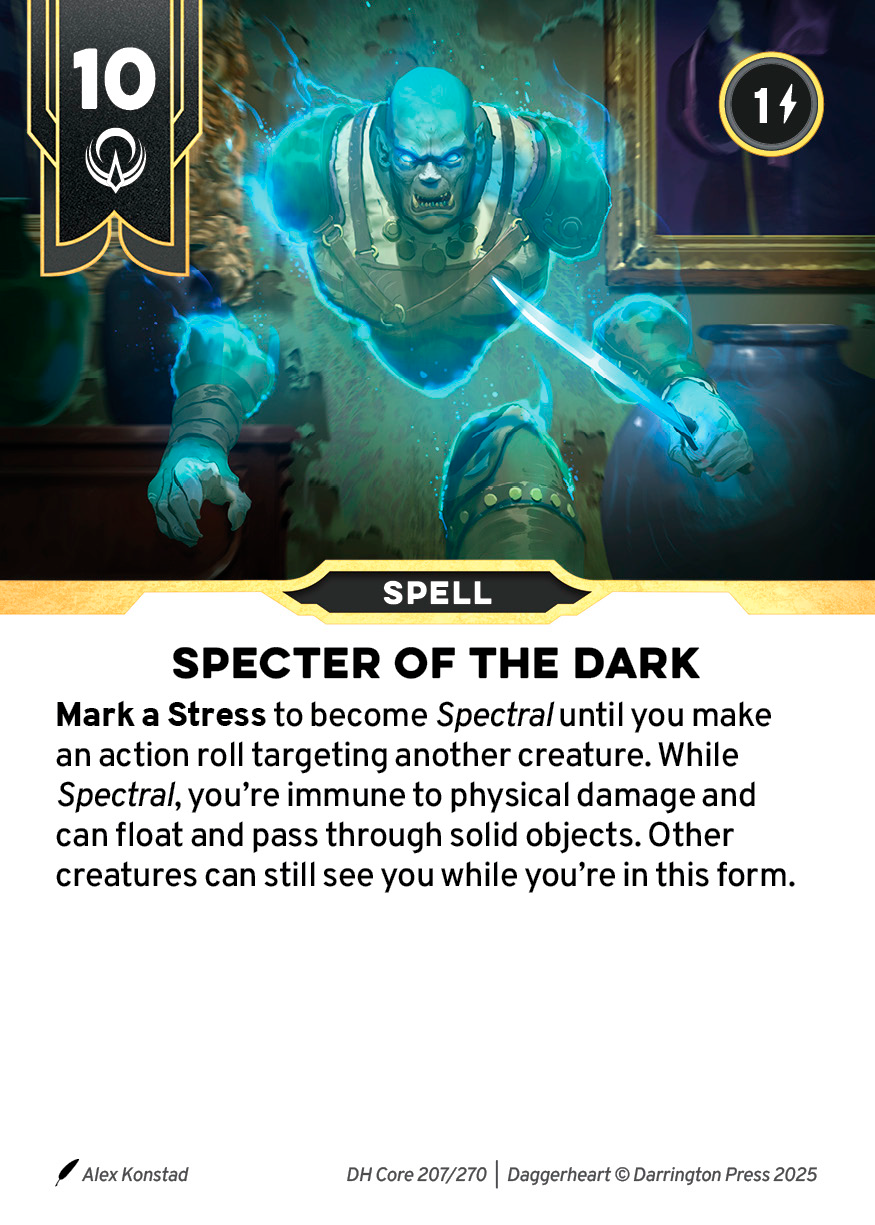 10
1
SPELL
SPECTER OF THE DARK
Mark a Stress to become Spectral until you make
an action roll targeting another creature. While
Spectral, you’re immune to physical damage and
can float and pass through solid objects. Other
creatures can still see you while you’re in this form.
Alex Konstad
DH Core 207/270 | Daggerheart © Darrington Press 2025